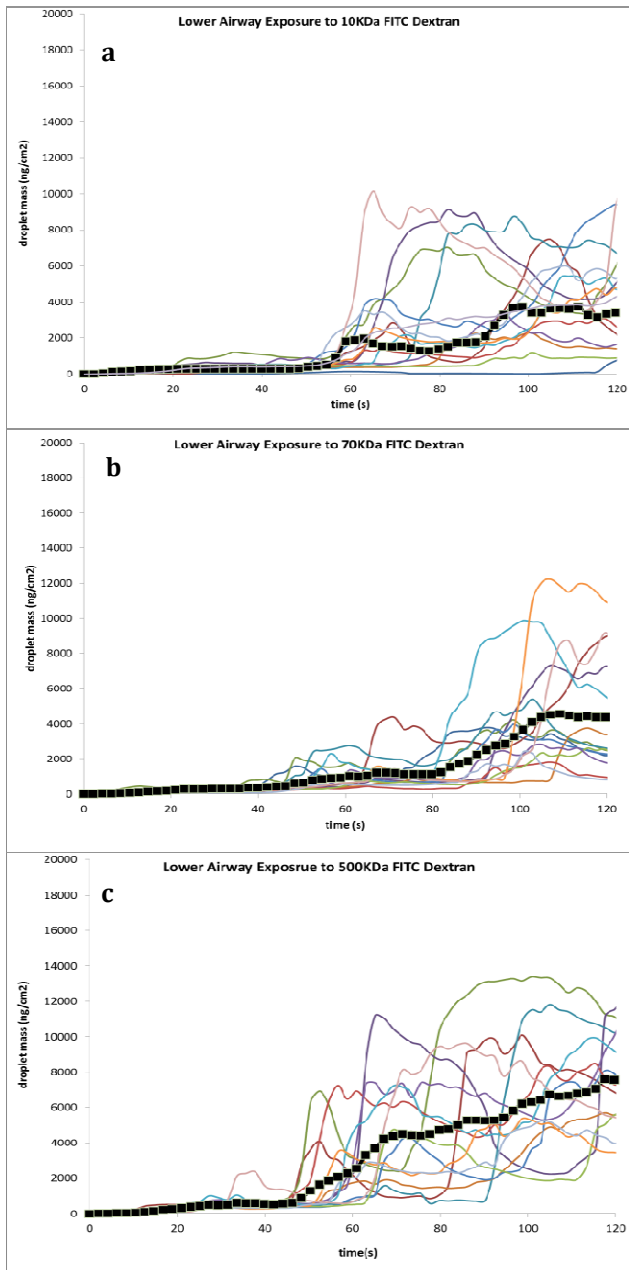 Lower Airway Exposure to 10KDa FITC Dextran
a
20000
18000
16000
14000
12000
10000
8000
6000
4000
2000
0
droplet mass (ng/cm2)
0 20 40 60 80 100 120
time (s)
Lower Airway Exposure to 70KDa FITC Dextran
b
20000
18000
16000
14000
12000
10000
8000
6000
4000
2000
0
droplet mass (ng/cm2)
0 20 40 60 80 100 120
time (s)
Lower Airway Exposrue to 500KDa FITC Dextran
c
20000
18000
16000
14000
12000
10000
8000
6000
4000
2000
0
droplet mass (ng/cm2)
0 20 40 60 80 100 120
time(s)